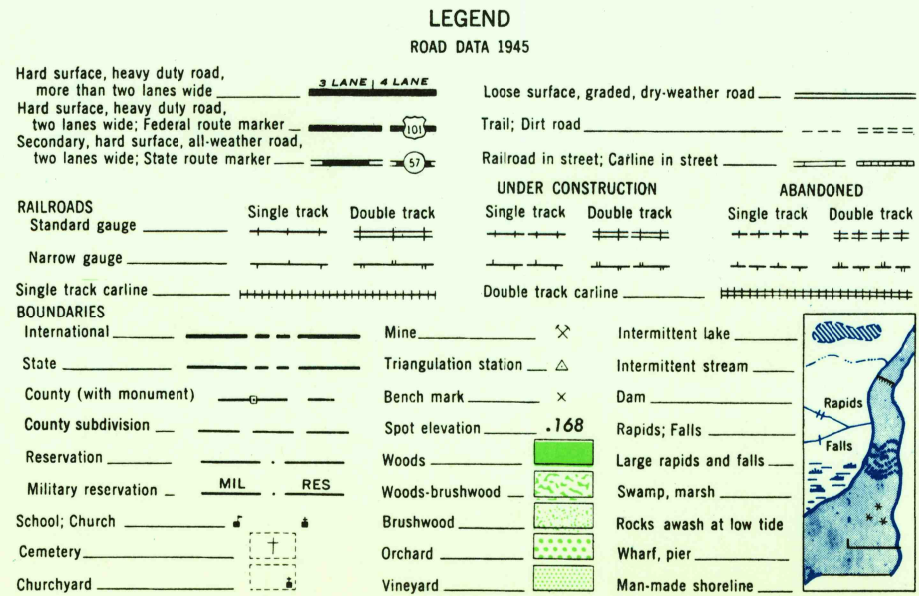 LEGEND
ROAD DATA 1945
Hard surface, heavy duty road,
more than two lanes wide
3 LANE | 4 LANE
Hard surface, heavy duty road,
two lanes wide; Federal route marker
101
Secondary, hard surface, all-weather road,
two lanes wide; State route marker
57
Loose surface, graded, dry-weather road
Trail; Dirt road
Railroad in street; Carline in street
RAILROADS
Single track Double track
UNDER CONSTRUCTION
Single track Double track
ABANDONED
Single track Double track
Standard gauge
Narrow gauge
Single track carline
Double track carline
BOUNDARIES
International
State
County (with monument)
County subdivision
Reservation
Military reservation
MIL . RES
School; Church
Cemetery
Churchyard
Mine
Triangulation station
Bench mark
Spot elevation .168
Woods
Woods-brushwood
Brushwood
Orchard
Vineyard
Intermittent lake
Intermittent stream
Dam
Rapids; Falls
Large rapids and falls
Swamp, marsh
Rocks awash at low tide
Wharf, pier
Man-made shoreline
Rapids
Falls